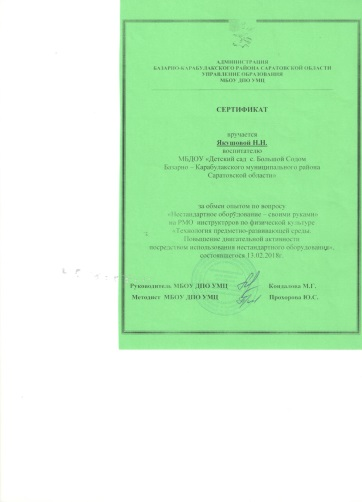 АДМИНИСТРАЦИЯ
БАЗАРНО-КАРАБУЛАКСКОГО РАЙОНА САРАТОВСКОЙ ОБЛАСТИ
УПРАВЛЕНИЕ ОБРАЗОВАНИЯ
МБОУ ДПО УМЦ
СЕРТИФИКАТ
вручается
Якушовой Н.Н.
воспитателю
МБДОУ «Детский сад с. Большой Содом
Базарно – Карабулакского муниципального района
Саратовской области»
за обмен опытом по вопросу
«Нестандартное оборудование – своими руками»
на РМО инструкторов по физической культуре
«Технология предметно-развивающей среды.
Повышение двигательной активности
посредством использования нестандартного оборудования»,
состоявшегося 13.02.2018г.
Руководитель МБОУ ДПО УМЦ Кондалова М.Г.
Методист МБОУ ДПО УМЦ Прохорова Ю.С.